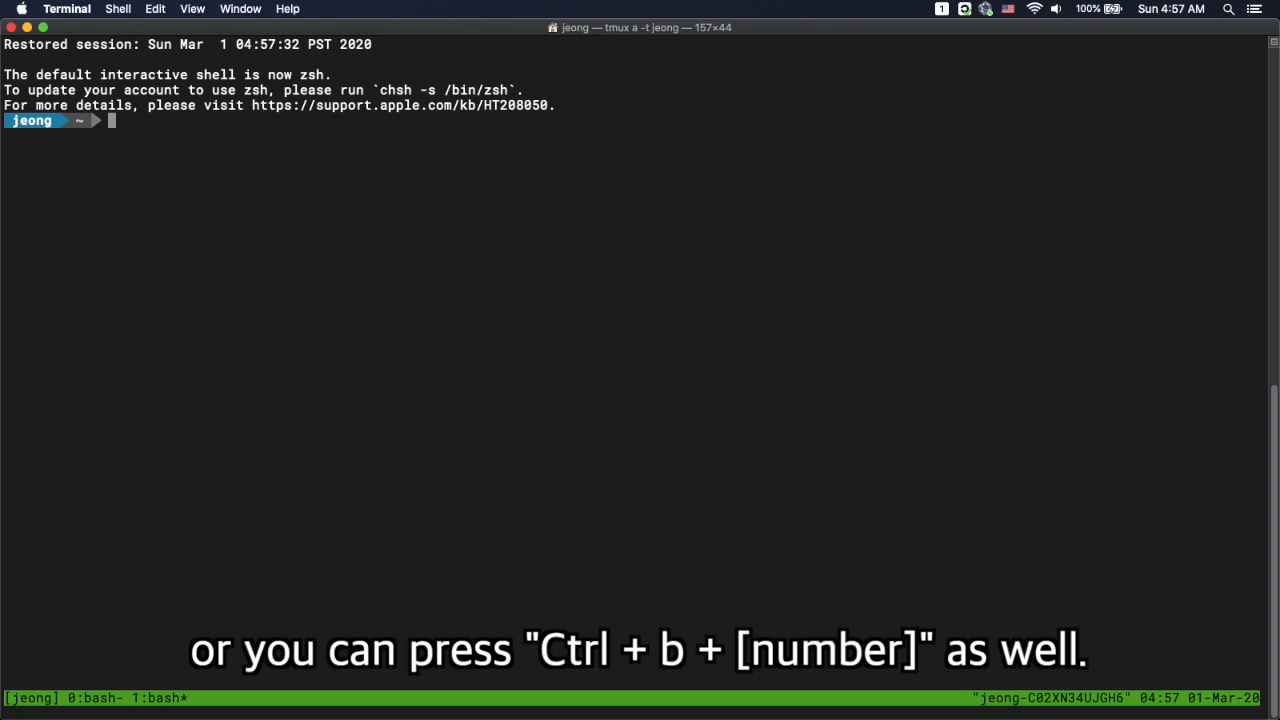 Terminal Shell Edit View Window Help 1 100% Sun 4:57 AM
jeong — tmux a -t jeong — 157×44
Restored session: Sun Mar  1 04:57:32 PST 2020
The default interactive shell is now zsh.
To update your account to use zsh, please run `chsh -s /bin/zsh`.
For more details, please visit https://support.apple.com/kb/HT208050.
jeong ~
or you can press "Ctrl + b + [number]" as well.
[jeong] 0:bash- 1:bash* "jeong-C02XN34UJGH6" 04:57 01-Mar-20